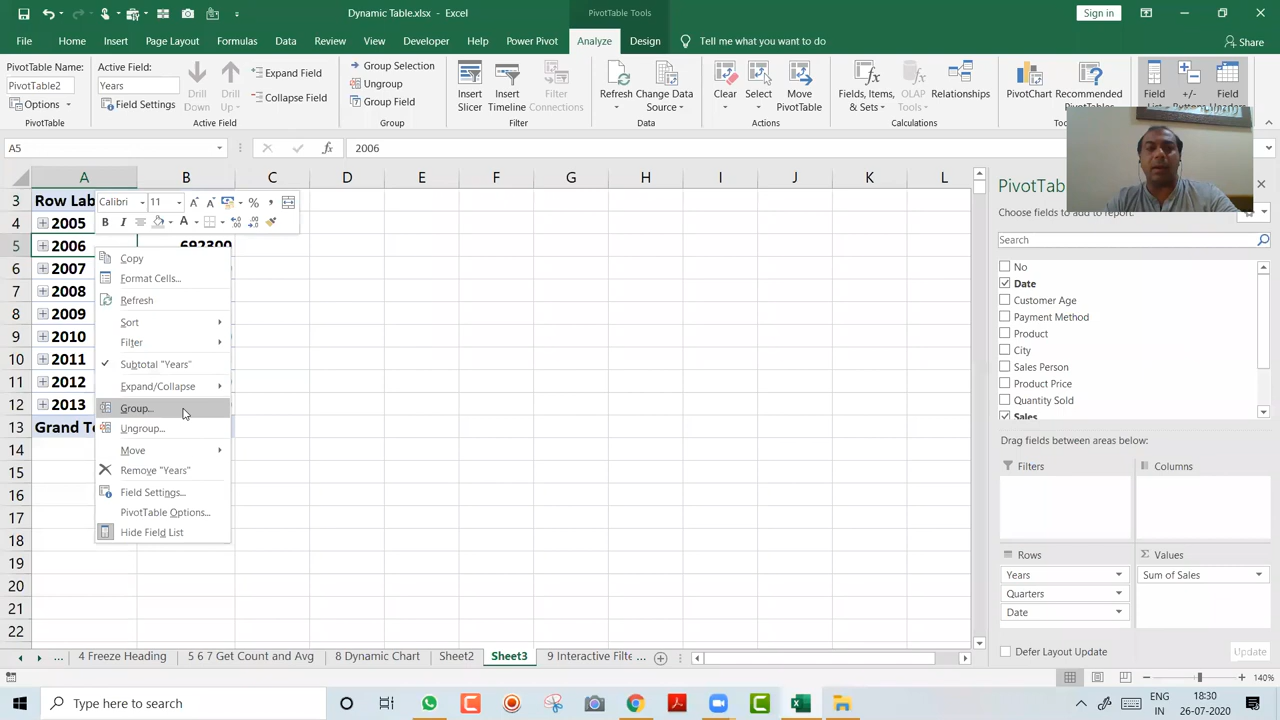 Dynamic Table.xlsx - Excel
PivotTable Tools
Sign in
File
Home
Insert
Page Layout
Formulas
Data
Review
View
Developer
Help
Power Pivot
Analyze
Design
Tell me what you want to do
Share
PivotTable Name:
PivotTable2
Options
PivotTable
Active Field:
Years
Field Settings
Drill Down
Drill Up
Expand Field
Collapse Field
Active Field
Group Selection
Ungroup
Group Field
Group
Insert Slicer
Insert Timeline
Filter Connections
Filter
Refresh
Change Data Source
Data
Clear
Select
Move PivotTable
Actions
Fields, Items, & Sets
OLAP Tools
Relationships
Calculations
PivotChart
Recommended
Field
+/-
Field
A5
fx
2006
A B C D E F G H I J K L
3 Row Lab
4 2005
5 2006 692300
6 2007
7 2008
8 2009
9 2010
10 2011
11 2012
12 2013
13 Grand T
14
15
16
17
18
19
20
21
22
Calibri 11
A A % ,
B I A
Copy
Format Cells...
Refresh
Sort
Filter
Subtotal "Years"
Expand/Collapse
Group...
Ungroup...
Move
Remove "Years"
Field Settings...
PivotTable Options...
Hide Field List
PivotTa
Choose fields to add to report:
Search
No
Date
Customer Age
Payment Method
Product
City
Sales Person
Product Price
Quantity Sold
Sales
Drag fields between areas below:
Filters
Columns
Rows
Years
Quarters
Date
Σ Values
Sum of Sales
Defer Layout Update
Update
... 4 Freeze Heading
5 6 7 Get Count and Avg
8 Dynamic Chart
Sheet2
Sheet3
9 Interactive Filte ...
140%
Type here to search
ENG
IN
18:30
26-07-2020